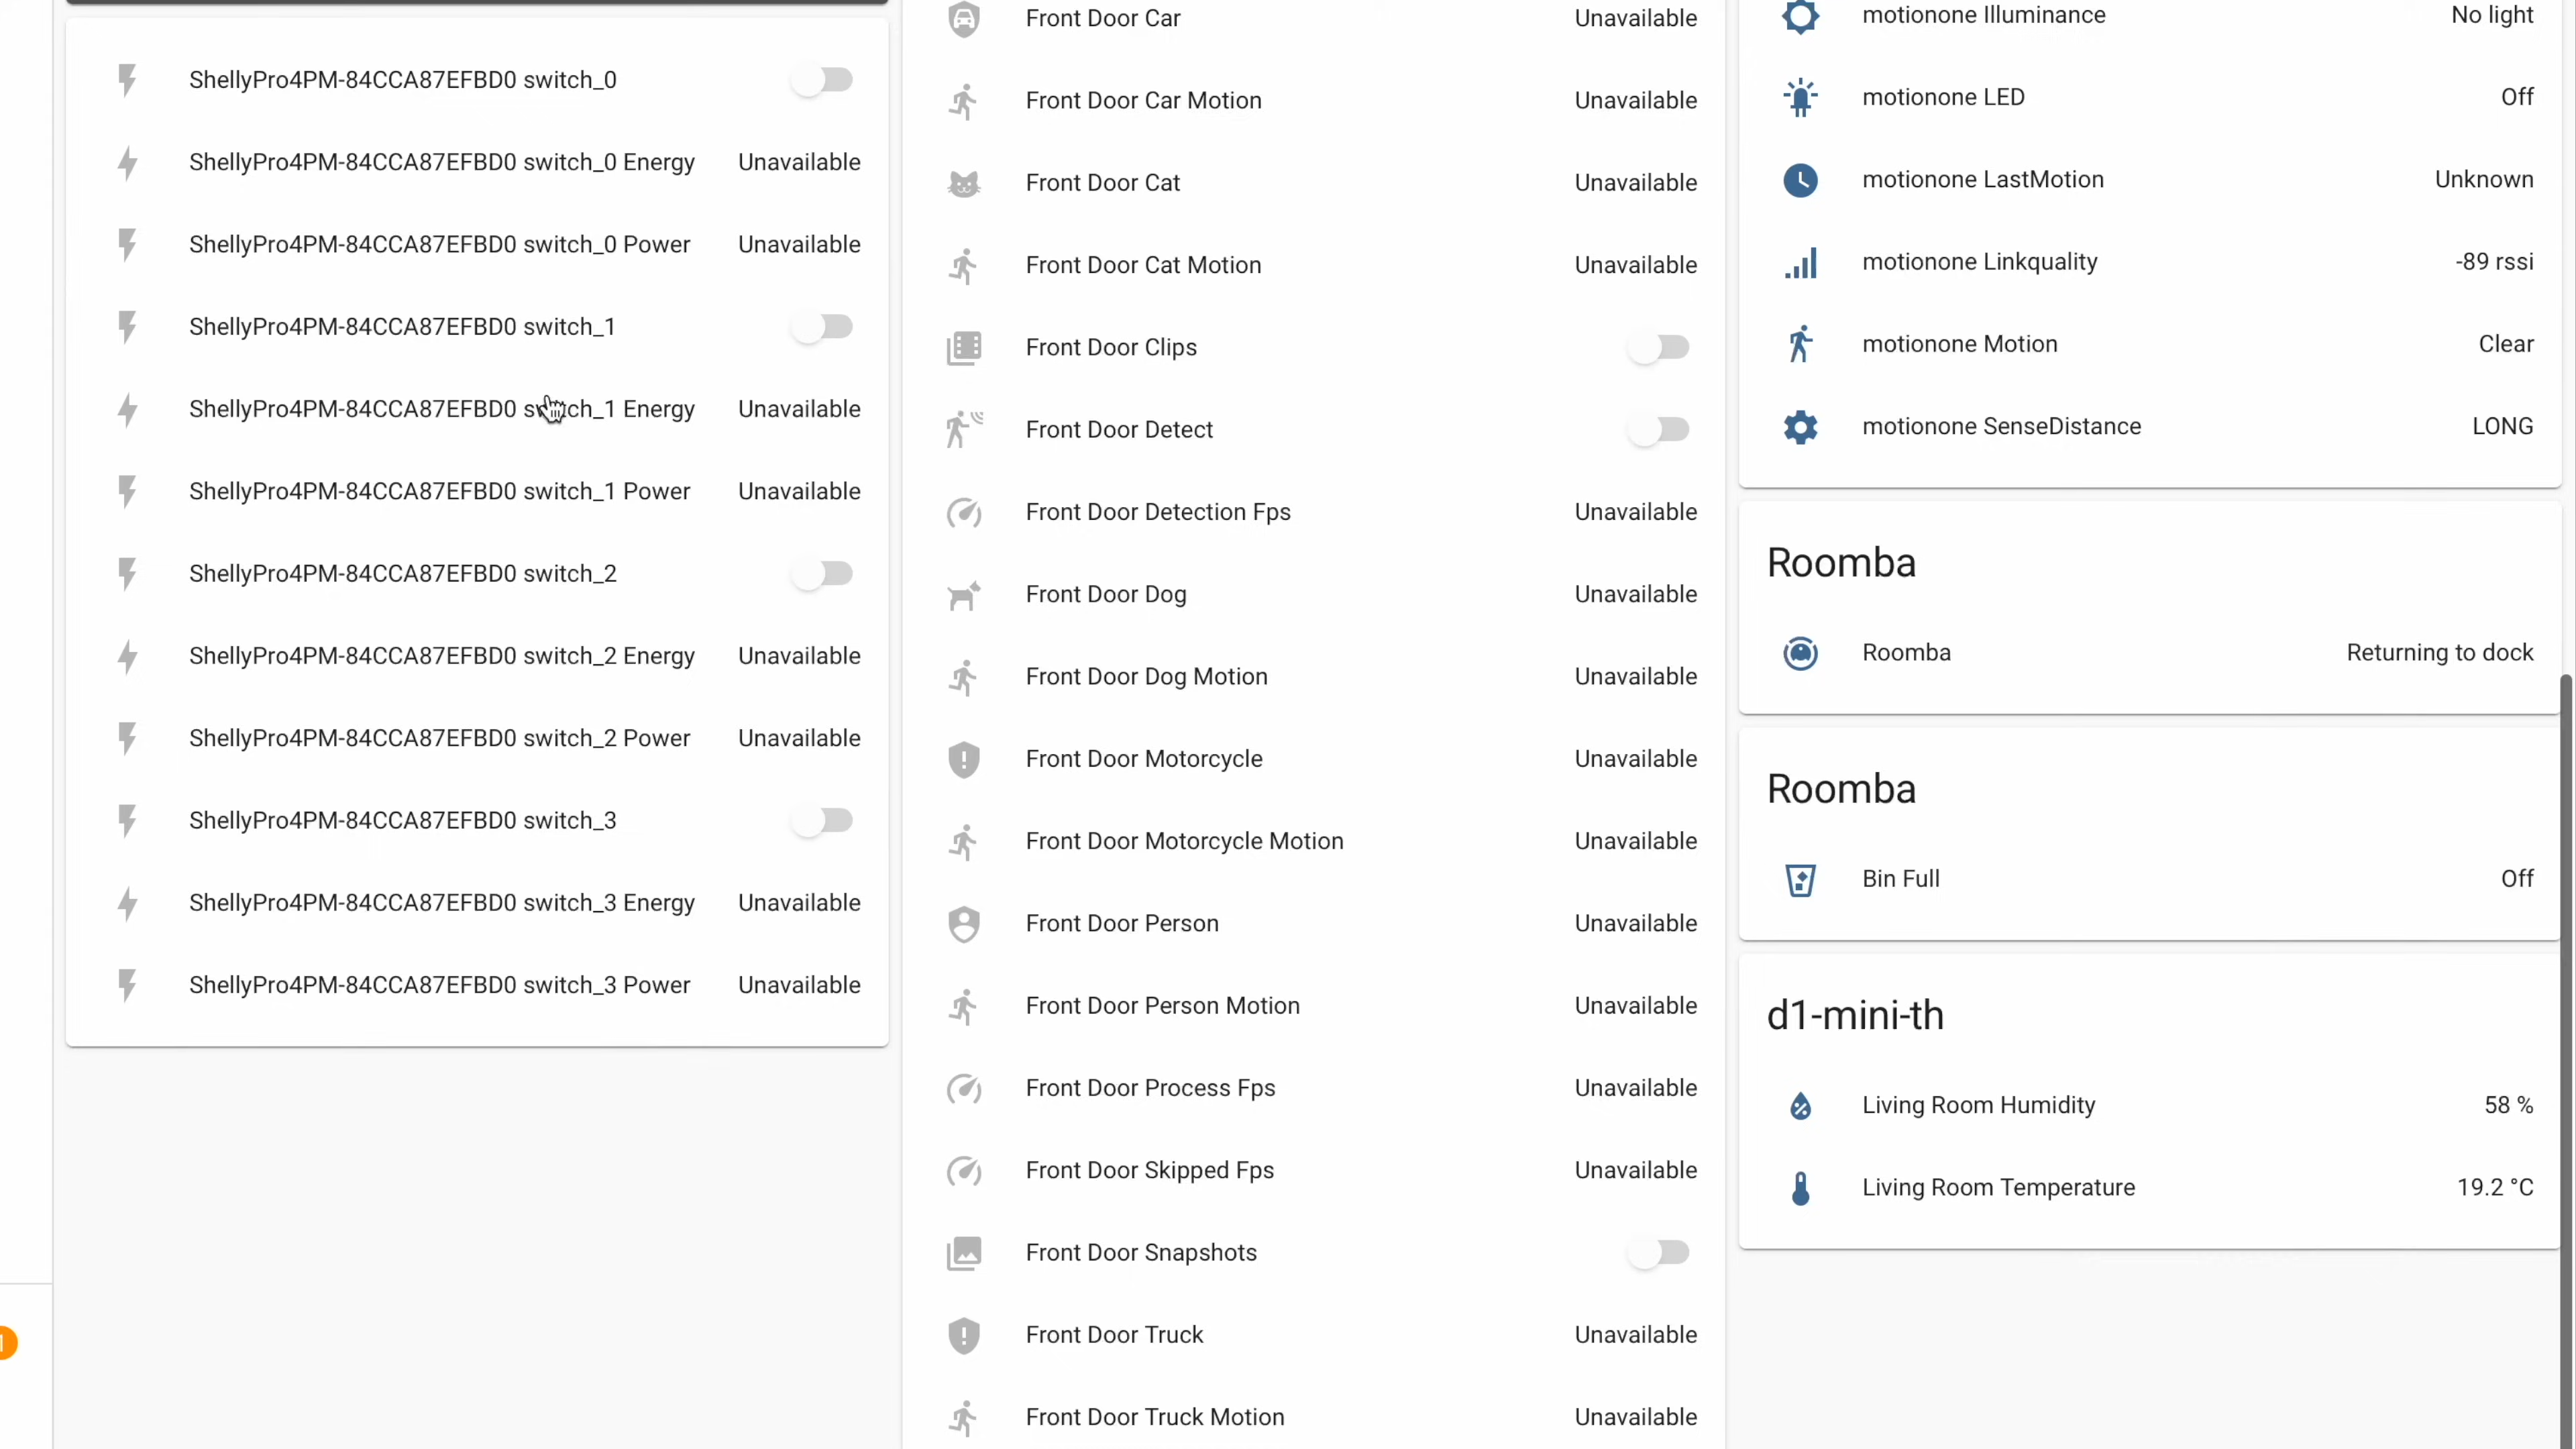 ShellyPro4PM-84CCA87EFBD0 switch_0
ShellyPro4PM-84CCA87EFBD0 switch_0 Energy Unavailable
ShellyPro4PM-84CCA87EFBD0 switch_0 Power Unavailable
ShellyPro4PM-84CCA87EFBD0 switch_1
ShellyPro4PM-84CCA87EFBD0 switch_1 Energy Unavailable
ShellyPro4PM-84CCA87EFBD0 switch_1 Power Unavailable
ShellyPro4PM-84CCA87EFBD0 switch_2
ShellyPro4PM-84CCA87EFBD0 switch_2 Energy Unavailable
ShellyPro4PM-84CCA87EFBD0 switch_2 Power Unavailable
ShellyPro4PM-84CCA87EFBD0 switch_3
ShellyPro4PM-84CCA87EFBD0 switch_3 Energy Unavailable
ShellyPro4PM-84CCA87EFBD0 switch_3 Power Unavailable
Front Door Car Unavailable
Front Door Car Motion Unavailable
Front Door Cat Unavailable
Front Door Cat Motion Unavailable
Front Door Clips
Front Door Detect
Front Door Detection Fps Unavailable
Front Door Dog Unavailable
Front Door Dog Motion Unavailable
Front Door Motorcycle Unavailable
Front Door Motorcycle Motion Unavailable
Front Door Person Unavailable
Front Door Person Motion Unavailable
Front Door Process Fps Unavailable
Front Door Skipped Fps Unavailable
Front Door Snapshots
Front Door Truck Unavailable
Front Door Truck Motion Unavailable
motionone Illuminance No light
motionone LED Off
motionone LastMotion Unknown
motionone Linkquality -89 rssi
motionone Motion Clear
motionone SenseDistance LONG
Roomba
Roomba Returning to dock
Roomba
Bin Full Off
d1-mini-th
Living Room Humidity 58 %
Living Room Temperature 19.2 °C